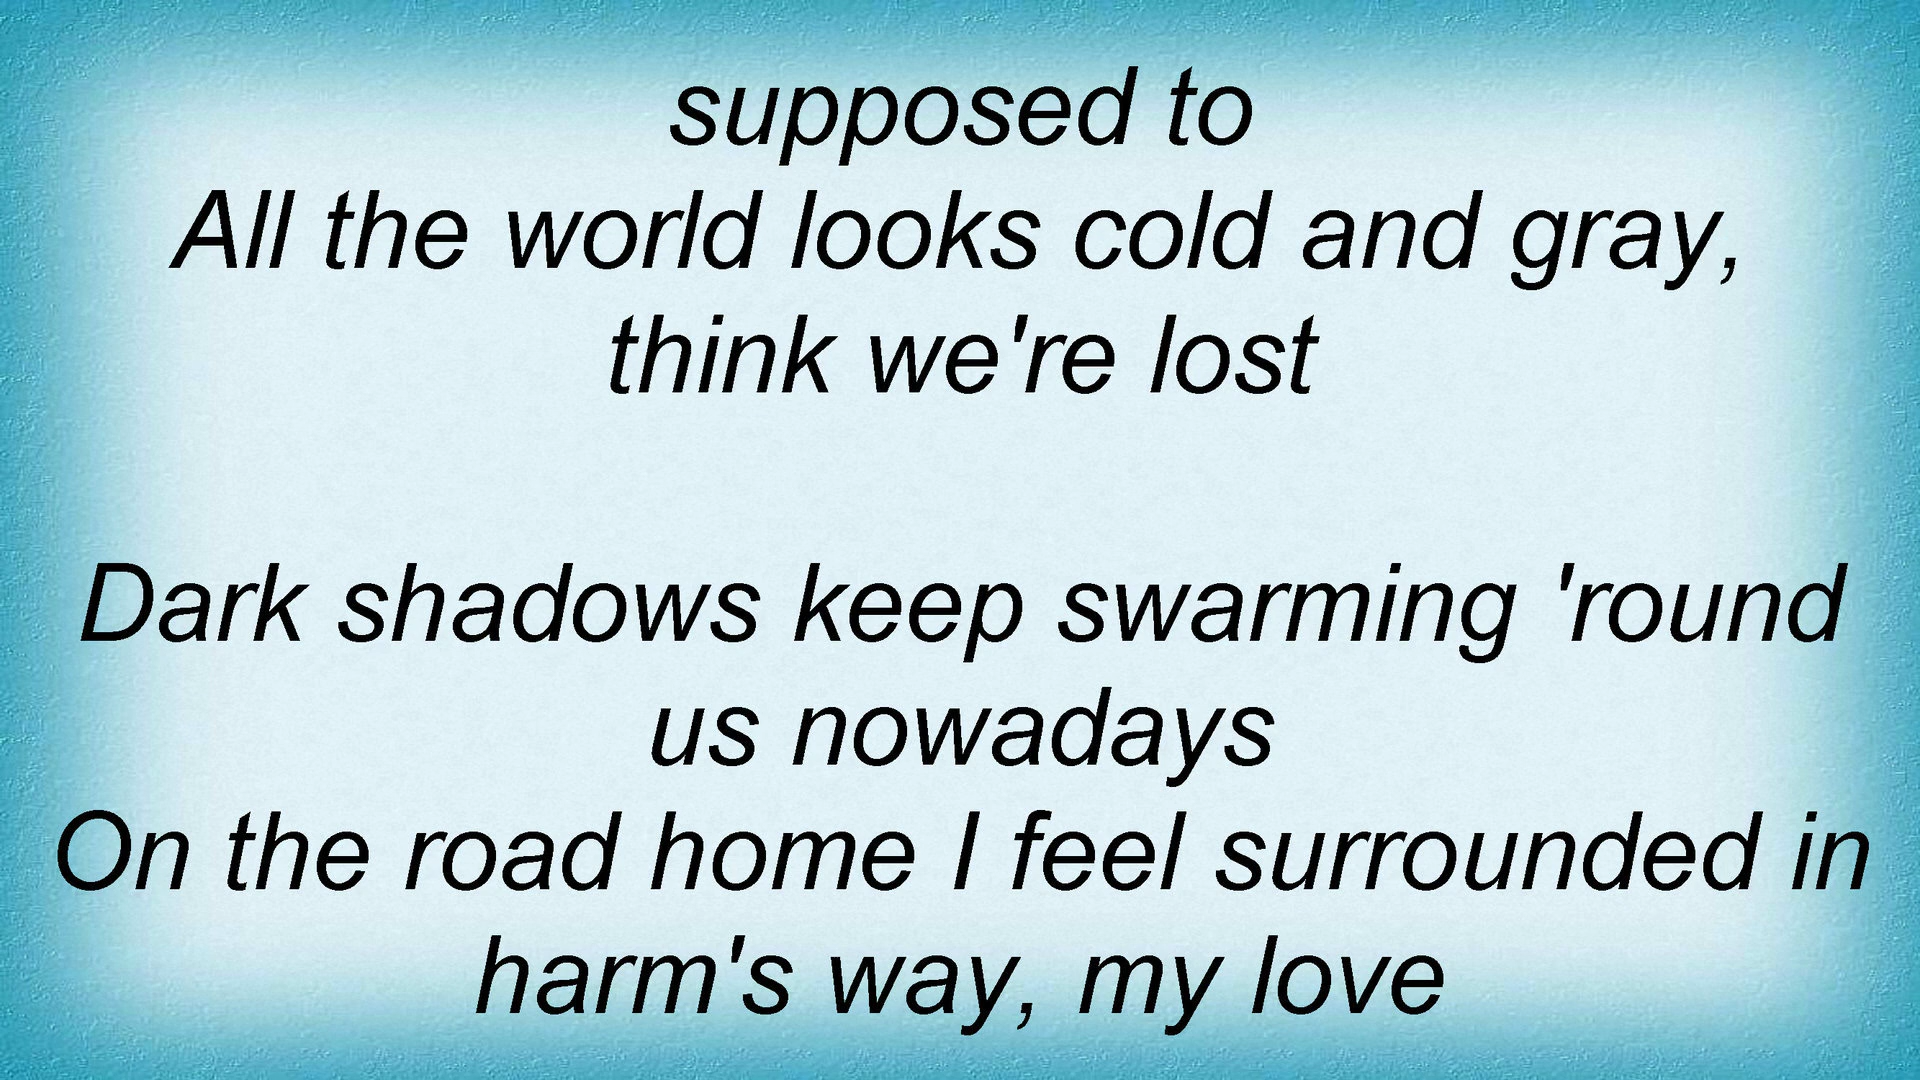 supposed to
All the world looks cold and gray,
think we're lost
Dark shadows keep swarming 'round
us nowadays
On the road home I feel surrounded in
harm's way, my love